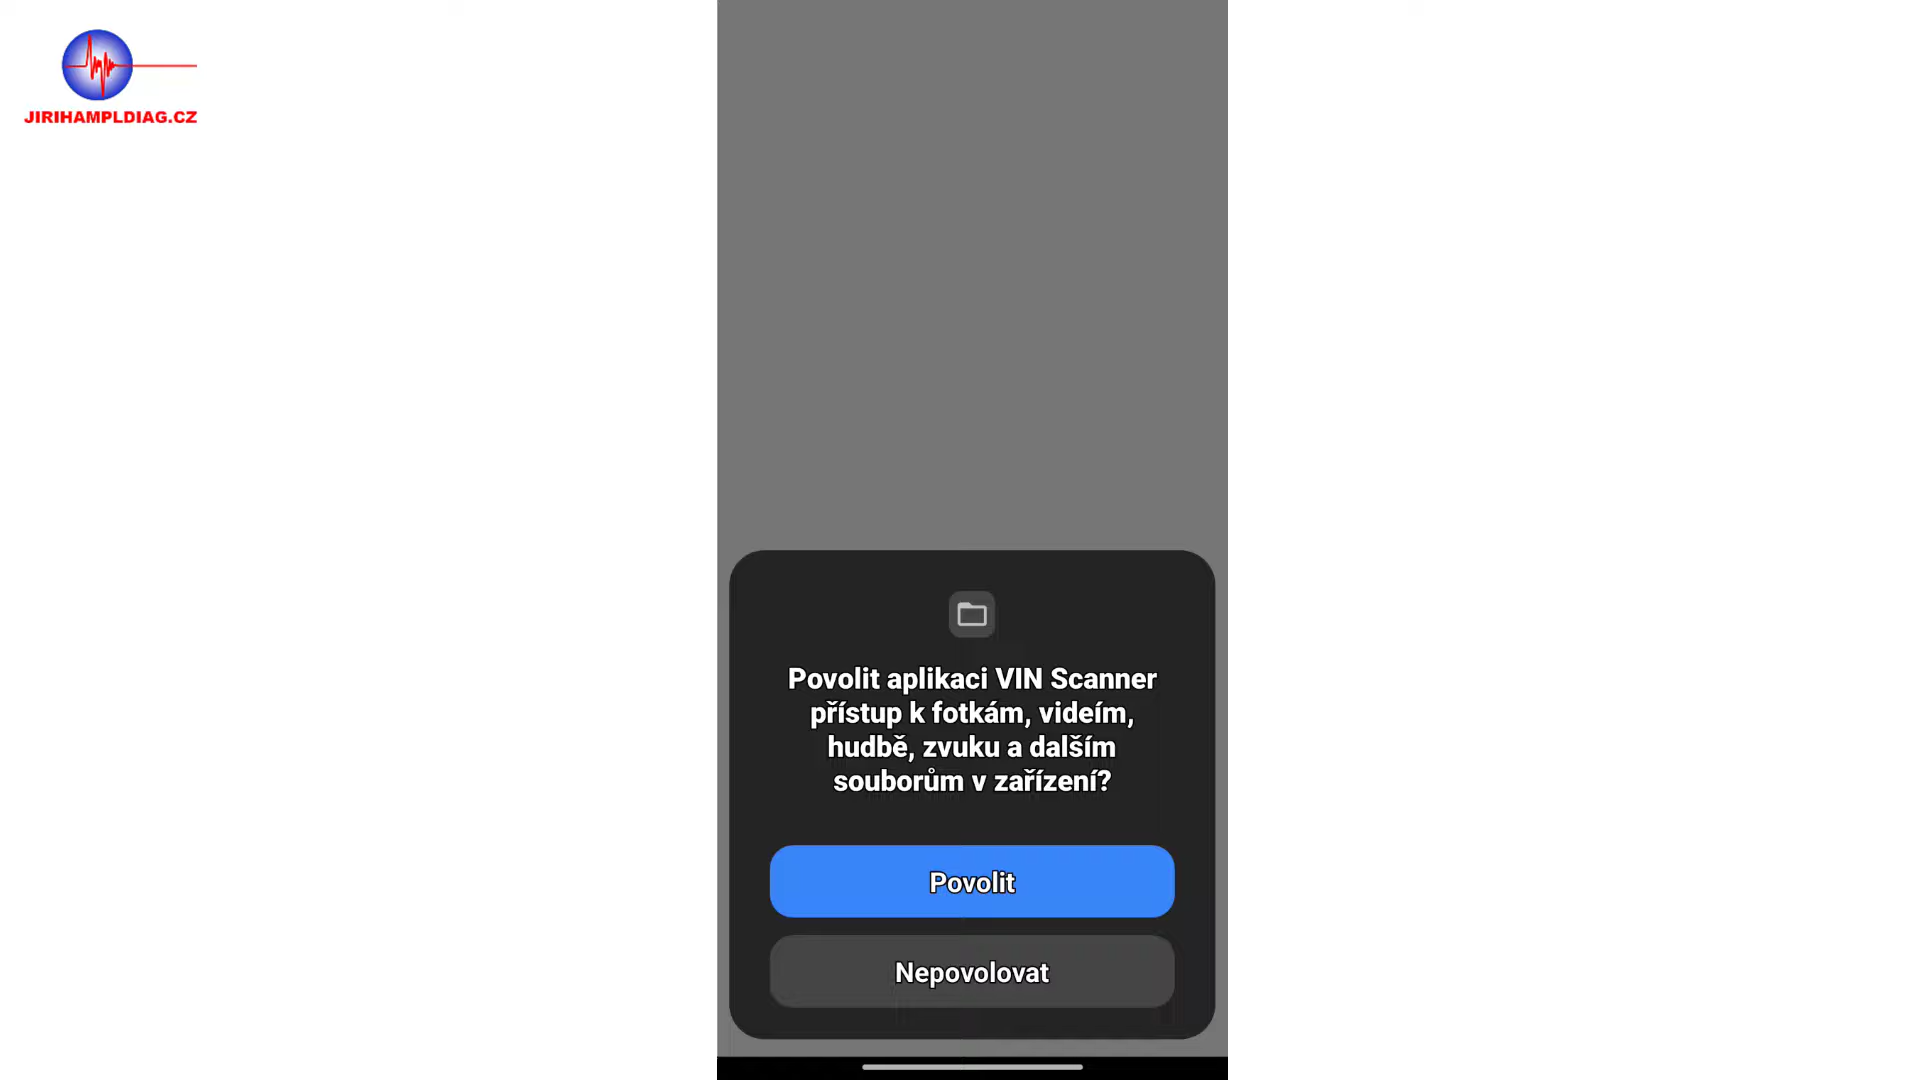 JIRIHAMPLDIAG.CZ
Povolit aplikaci VIN Scanner
přístup k fotkám, videím,
hudbě, zvuku a dalším
souborům v zařízení?
Povolit
Nepovolovat